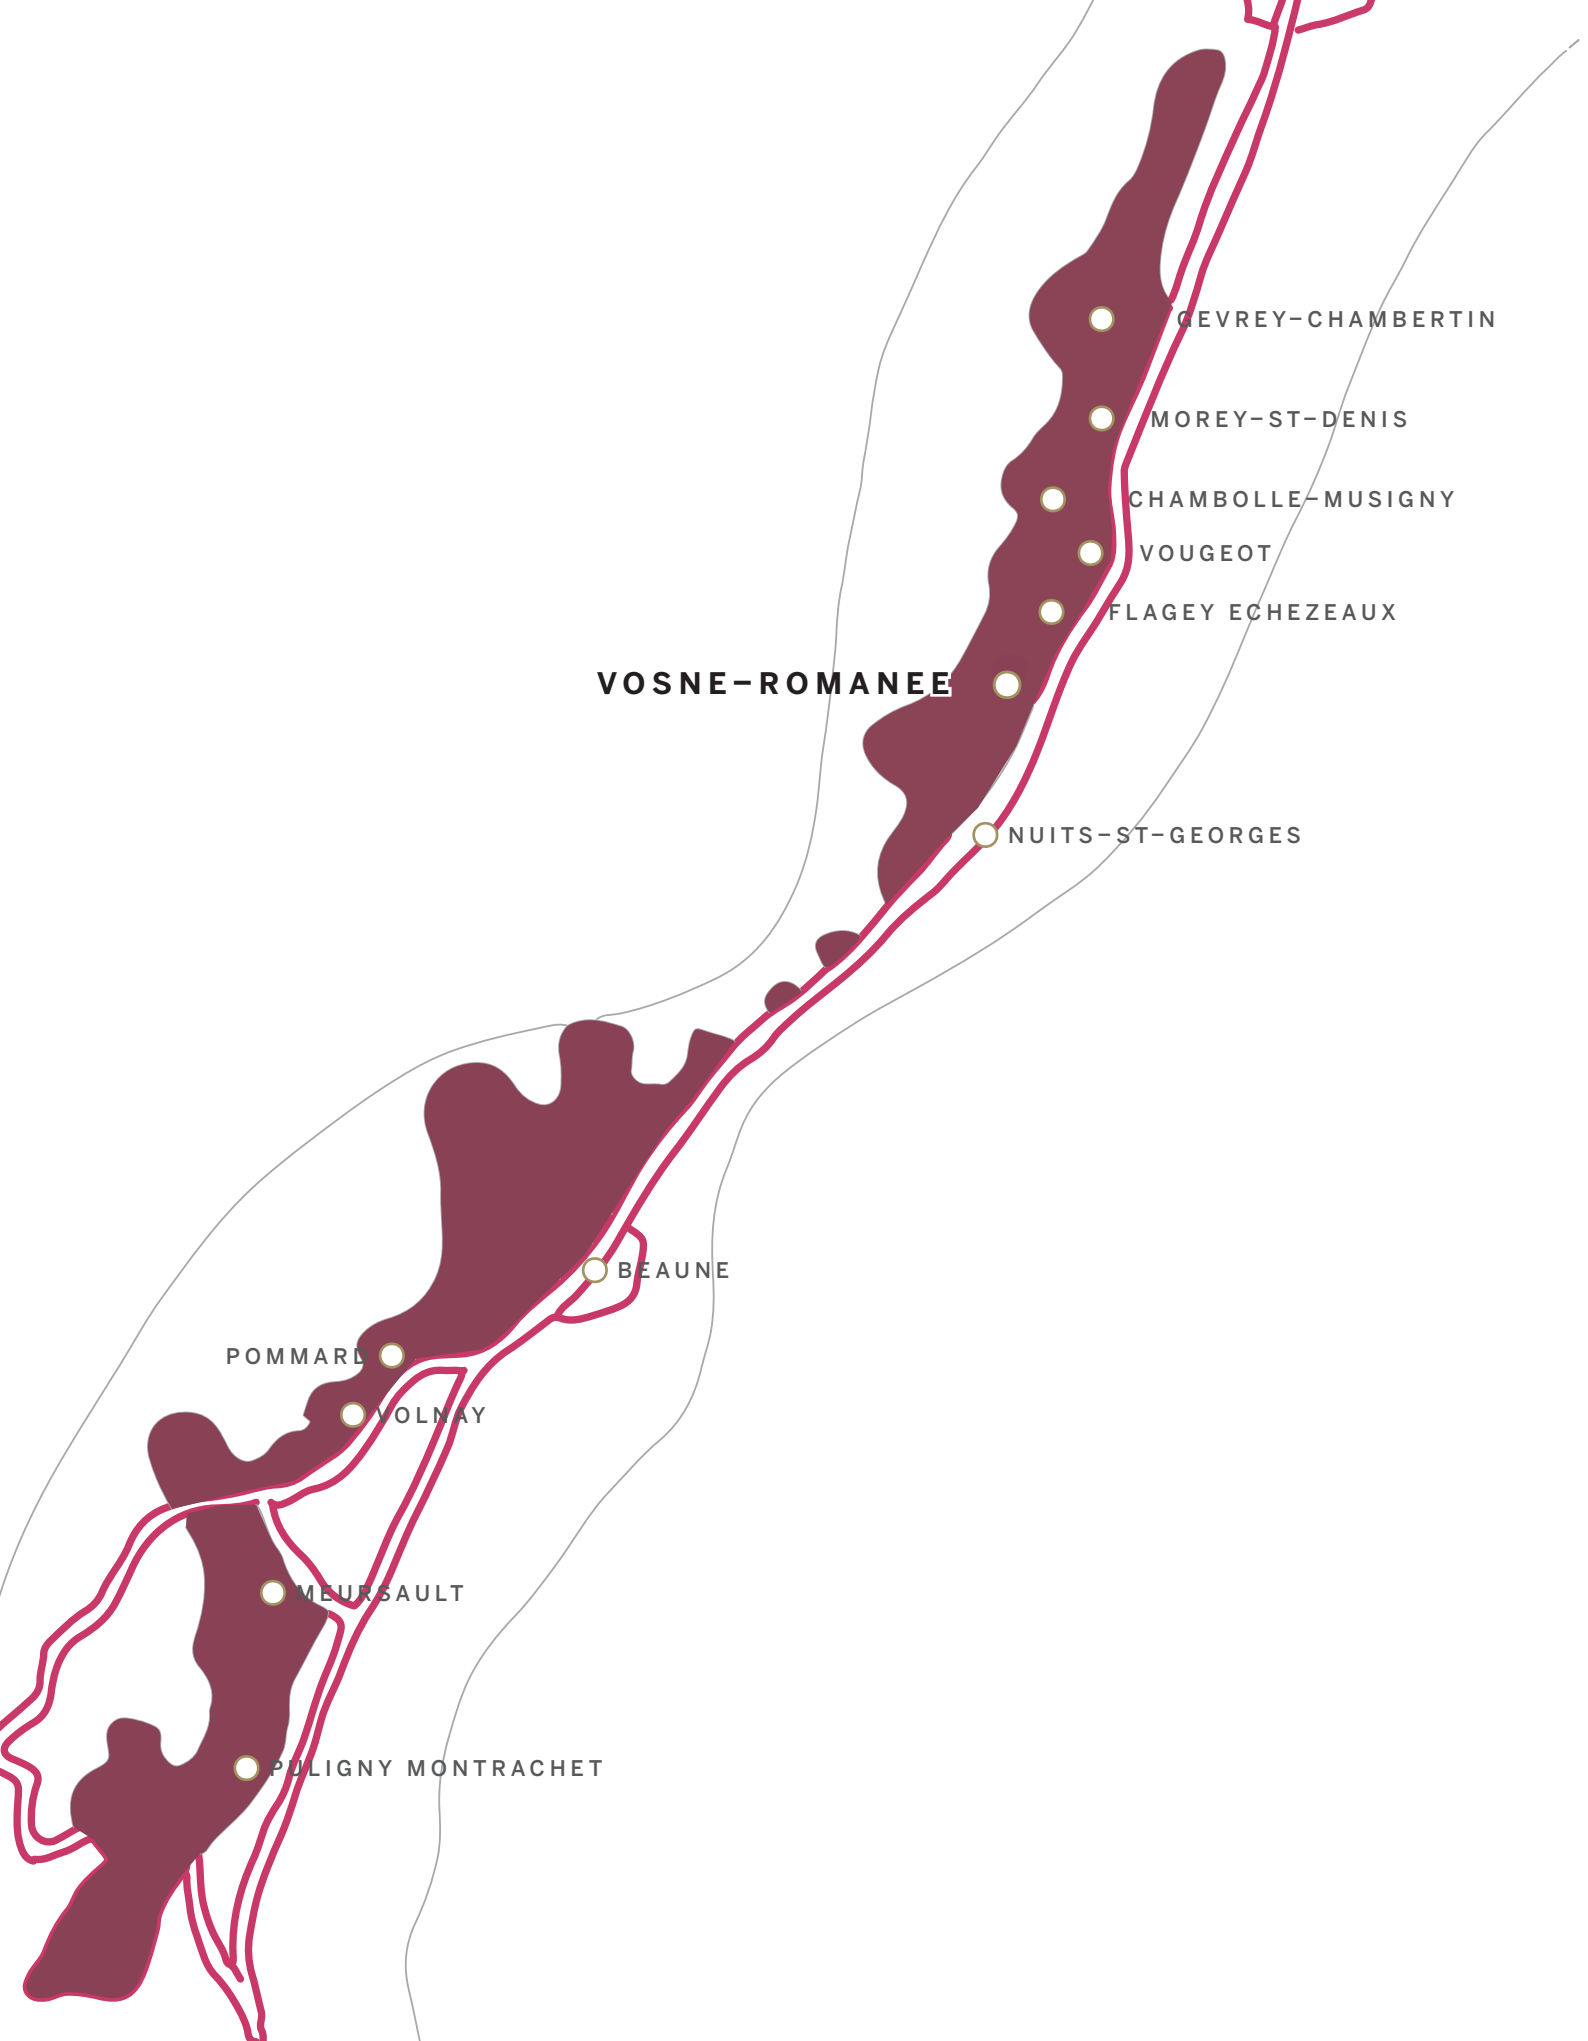 GEVREY–CHAMBERTIN
MOREY–ST–DENIS
CHAMBOLLE–MUSIGNY
VOUGEOT
FLAGEY ECHEZEAUX
VOSNE–ROMANEE
NUITS–ST–GEORGES
BEAUNE
POMMARD
VOLNAY
MEURSAULT
PULIGNY MONTRACHET